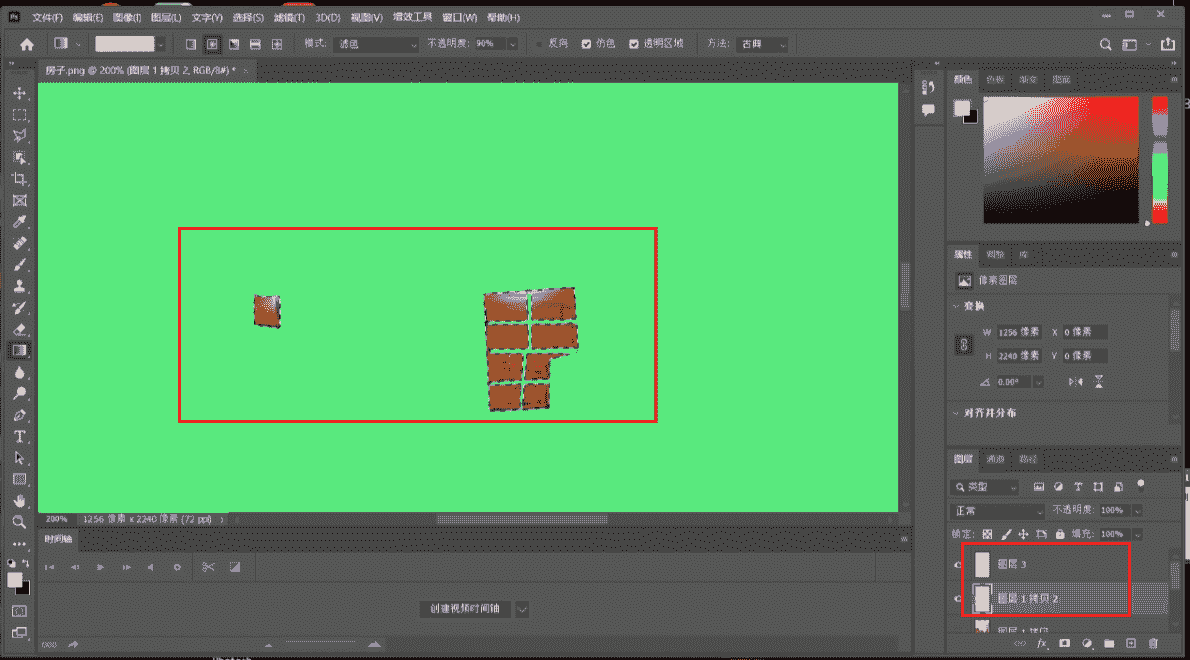 Ps 文件(F) 编辑(E) 图像(I) 图层(L) 文字(Y) 选择(S) 滤镜(T) 3D(D) 视图(V) 增效工具 窗口(W) 帮助(H)
模式: 滤色 不透明度: 90% 反向 仿色 透明区域 方法: 古典
房子.png @ 200% (图层 1 拷贝 2, RGB/8#) *
颜色 色板 渐变 图案
属性 调整 库
像素图层
变换
W 1256 像素 X 0 像素
H 2240 像素 Y 0 像素
0.00°
对齐并分布
图层 通道 路径
类型
正常 不透明度: 100%
锁定: 填充: 100%
图层 3
图层 1 拷贝 2
图层 1 拷贝
200% 1256 像素 x 2240 像素 (72 ppi)
时间轴
创建视频时间轴